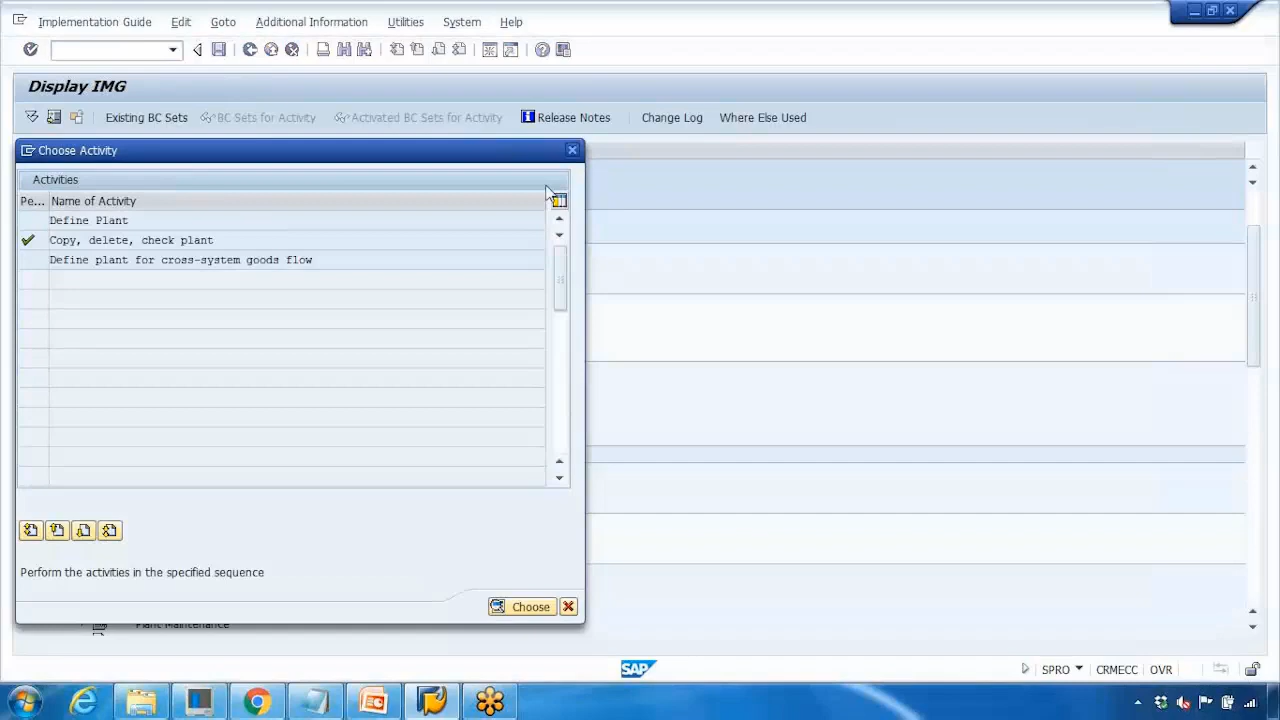 Implementation Guide Edit Goto Additional Information Utilities System Help
Display IMG
Existing BC Sets BC Sets for Activity Activated BC Sets for Activity Release Notes Change Log Where Else Used
Choose Activity
Activities
Pe... Name of Activity
Define Plant
Copy, delete, check plant
Define plant for cross-system goods flow
Perform the activities in the specified sequence
Choose
Plant Maintenance
SAP SPRO CRMECC OVR